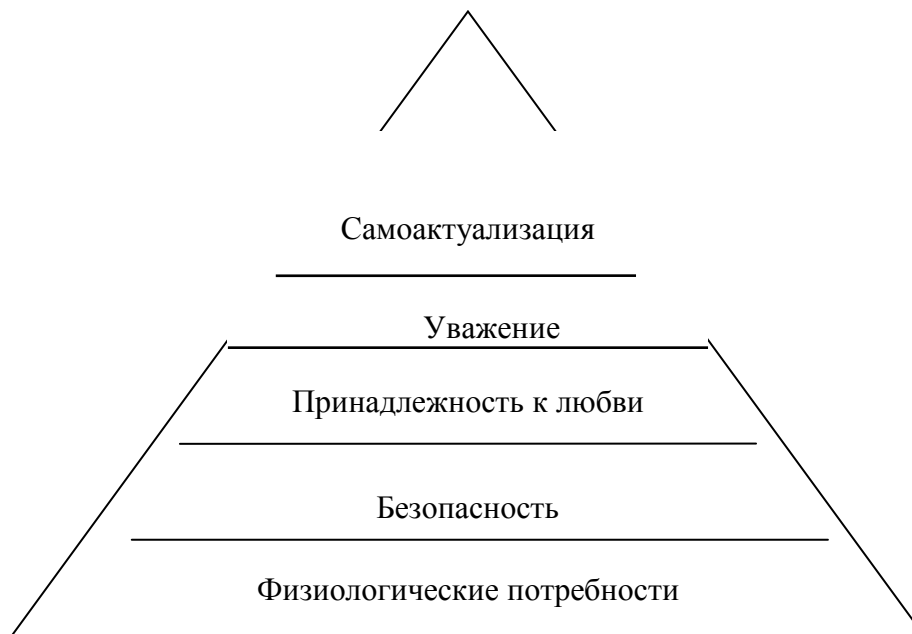 Самоактуализация
Уважение
Принадлежность к любви
Безопасность
Физиологические потребности